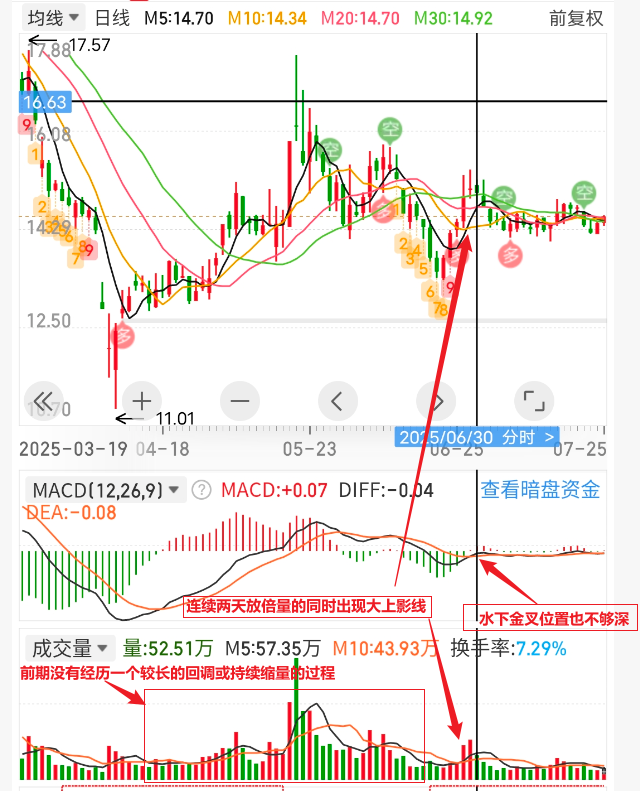 均线 日线 M5:14.70 M10:14.34 M20:14.70 M30:14.92 前复权
17.88
17.57
16.63
16.08
14.29
12.50
10.70
11.01
9
1
2
7
8
9
空
空
空
空
多
多
多
多
1
2
3
4
5
6
7
8
9
2025/06/30 分时 >
2025-03-19 04-18 05-23 06-25 07-25
MACD(12,26,9) ? MACD:+0.07 DIFF:-0.04 查看暗盘资金
DEA:-0.08
连续两天放倍量的同时出现大上影线
水下金叉位置也不够深
成交量 量:52.51万 M5:57.35万 M10:43.93万 换手率:7.29%
前期没有经历一个较长的回调或持续缩量的过程